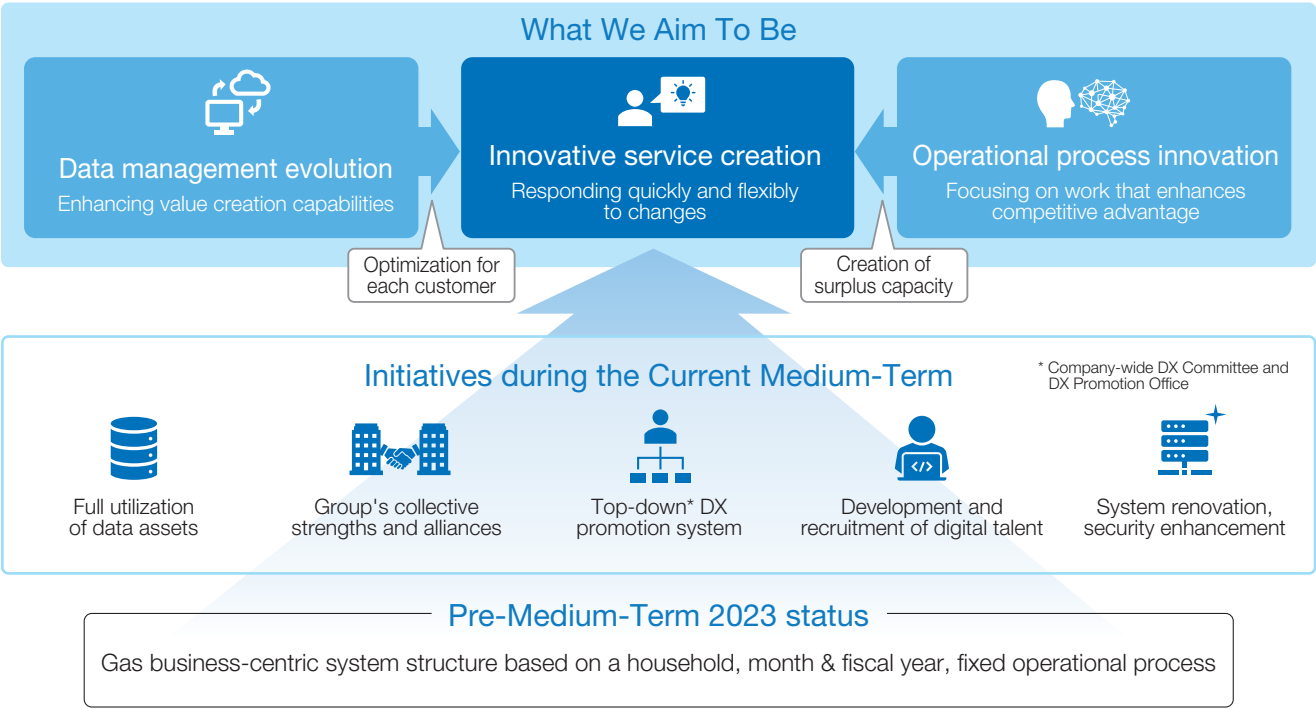 What We Aim To Be
Data management evolution
Enhancing value creation capabilities
Innovative service creation
Responding quickly and flexibly
to changes
Operational process innovation
Focusing on work that enhances
competitive advantage
Optimization for
each customer
Creation of
surplus capacity
Initiatives during the Current Medium-Term
* Company-wide DX Committee and
DX Promotion Office
Full utilization
of data assets
Group's collective
strengths and alliances
Top-down* DX
promotion system
</>
Development and
recruitment of digital talent
System renovation,
security enhancement
Pre-Medium-Term 2023 status
Gas business-centric system structure based on a household, month & fiscal year, fixed operational process